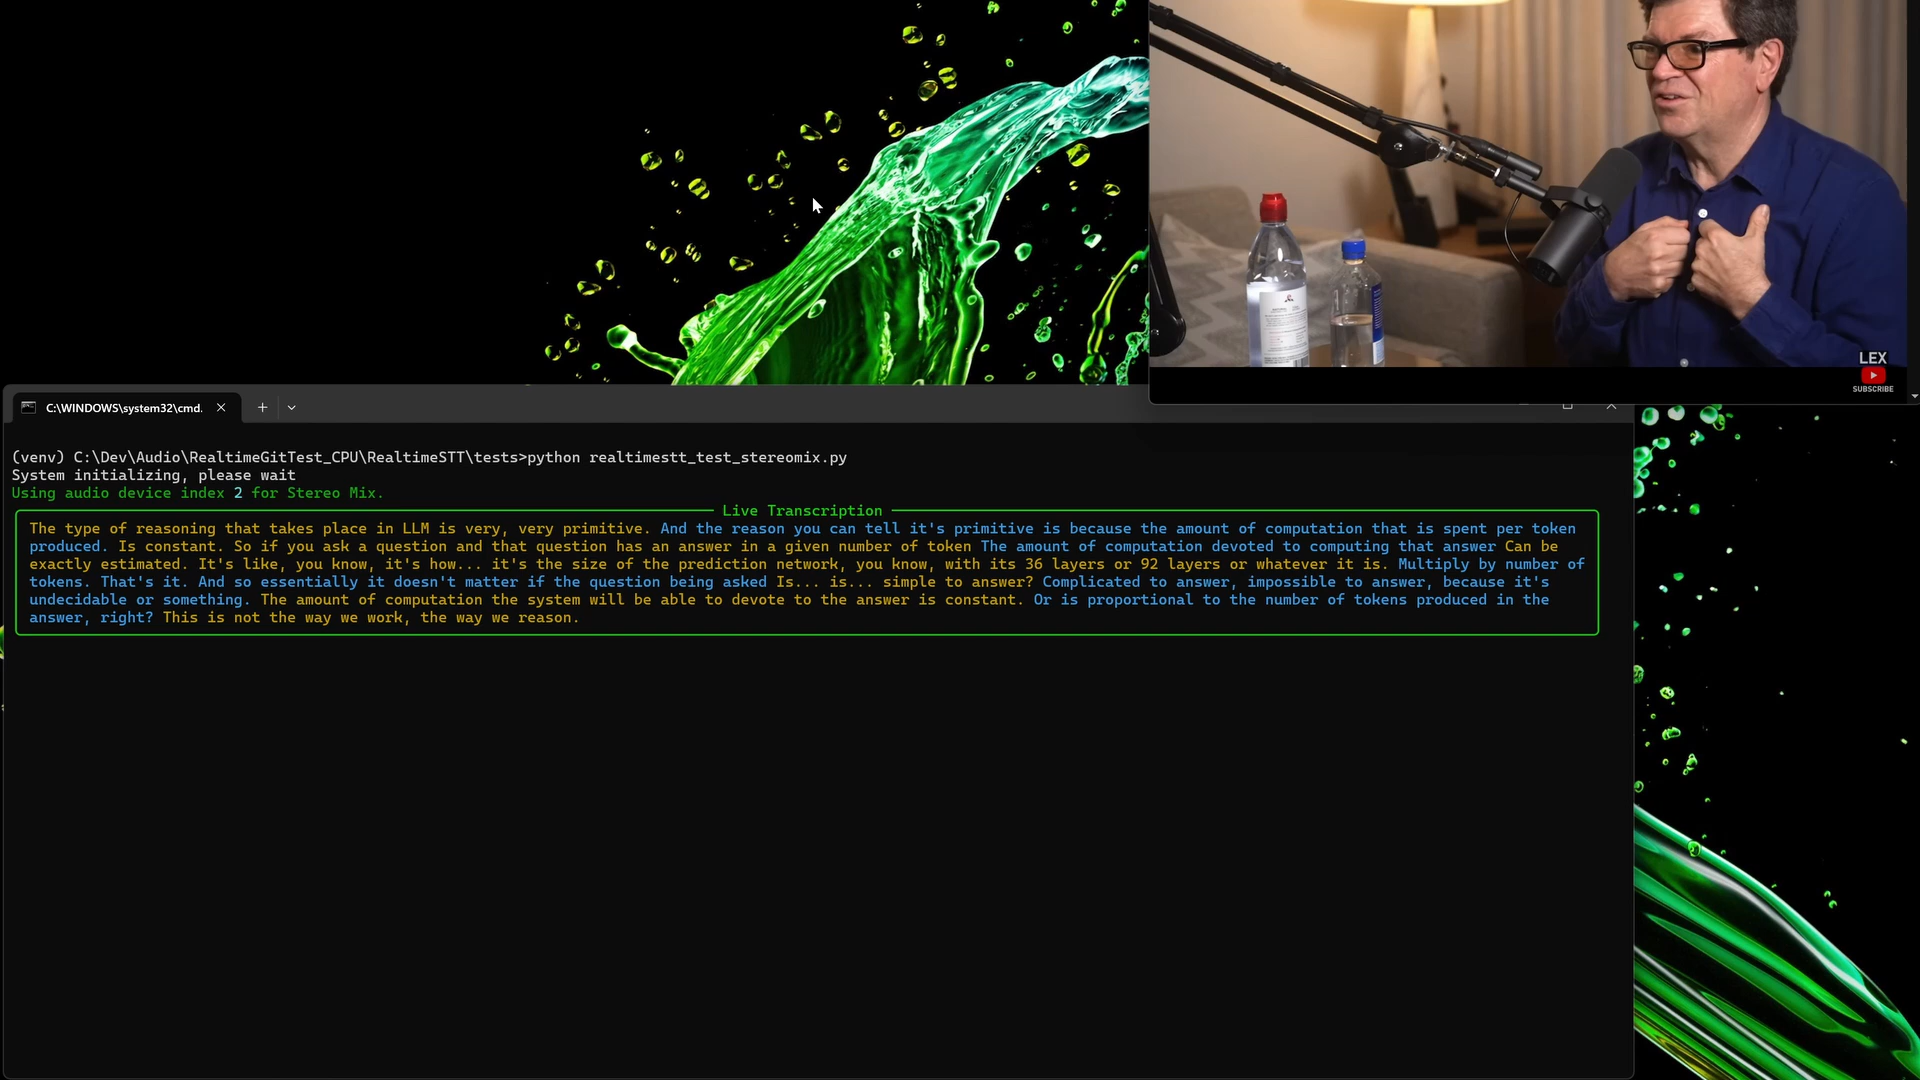 LEX
SUBSCRIBE
C:\WINDOWS\system32\cmd.
(venv) C:\Dev\Audio\RealtimeGitTest_CPU\RealtimeSTT\tests>python realtimestt_test_stereomix.py
System initializing, please wait
Using audio device index 2 for Stereo Mix.
Live Transcription
The type of reasoning that takes place in LLM is very, very primitive. And the reason you can tell it's primitive is because the amount of computation that is spent per token
produced. Is constant. So if you ask a question and that question has an answer in a given number of token The amount of computation devoted to computing that answer Can be
exactly estimated. It's like, you know, it's how... it's the size of the prediction network, you know, with its 36 layers or 92 layers or whatever it is. Multiply by number of
tokens. That's it. And so essentially it doesn't matter if the question being asked Is... is... simple to answer? Complicated to answer, impossible to answer, because it's
undecidable or something. The amount of computation the system will be able to devote to the answer is constant. Or is proportional to the number of tokens produced in the
answer, right? This is not the way we work, the way we reason.